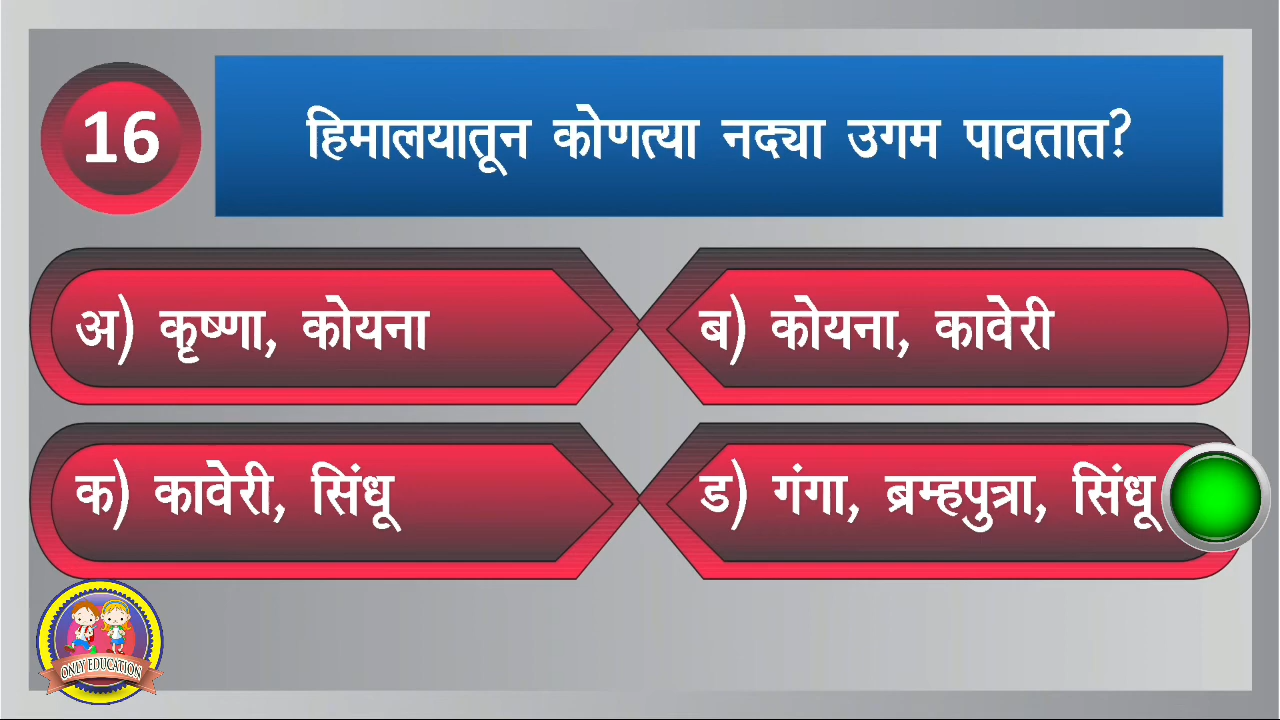 16
हिमालयातून कोणत्या नद्या उगम पावतात?
अ) कृष्णा, कोयना
ब) कोयना, कावेरी
क) कावेरी, सिंधू
ड) गंगा, ब्रम्हपुत्रा, सिंधू
ONLY EDUCATION